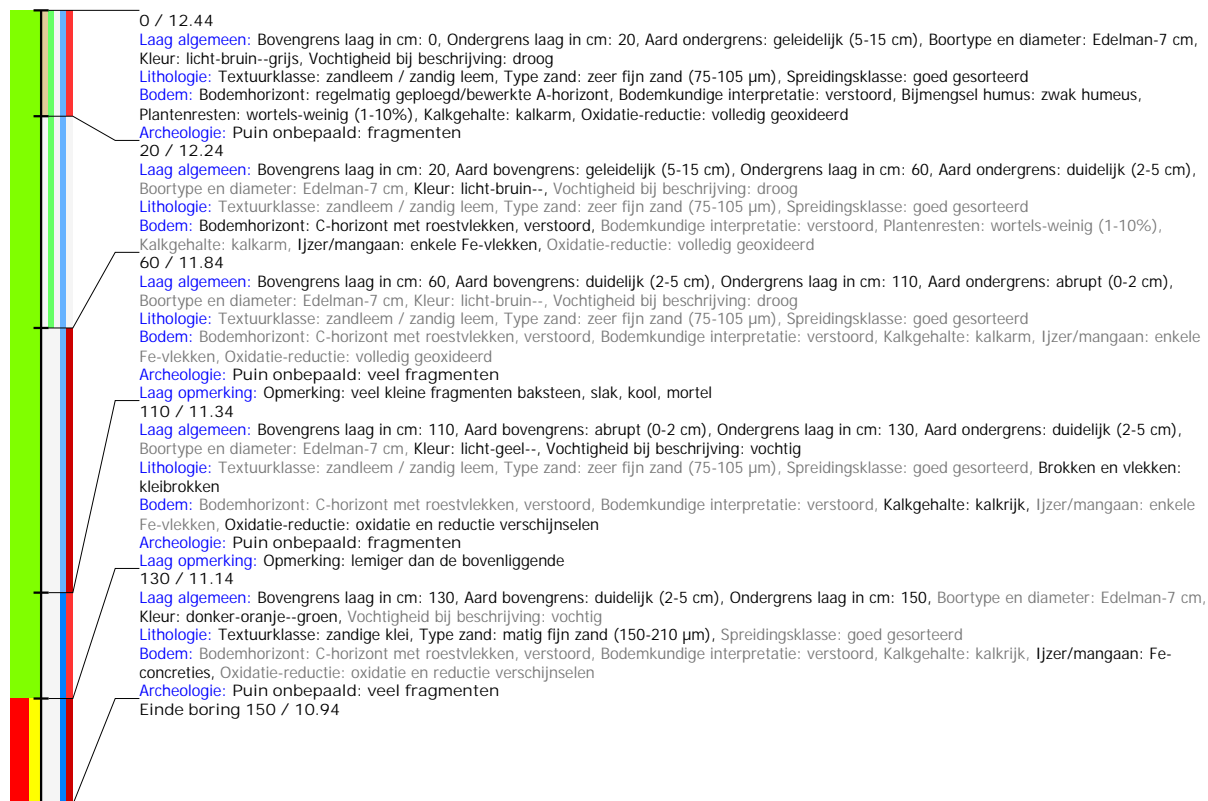 0 / 12.44
Laag algemeen: Bovengrens laag in cm: 0, Ondergrens laag in cm: 20, Aard ondergrens: geleidelijk (5-15 cm), Boortype en diameter: Edelman-7 cm,
Kleur: licht-bruin--grijs, Vochtigheid bij beschrijving: droog
Lithologie: Textuurklasse: zandleem / zandig leem, Type zand: zeer fijn zand (75-105 µm), Spreidingsklasse: goed gesorteerd
Bodem: Bodemhorizont: regelmatig geploegd/bewerkte A-horizont, Bodemkundige interpretatie: verstoord, Bijmengsel humus: zwak humeus,
Plantenresten: wortels-weinig (1-10%), Kalkgehalte: kalkarm, Oxidatie-reductie: volledig geoxideerd
Archeologie: Puin onbepaald: fragmenten
20 / 12.24
Laag algemeen: Bovengrens laag in cm: 20, Aard bovengrens: geleidelijk (5-15 cm), Ondergrens laag in cm: 60, Aard ondergrens: duidelijk (2-5 cm),
Boortype en diameter: Edelman-7 cm, Kleur: licht-bruin--, Vochtigheid bij beschrijving: droog
Lithologie: Textuurklasse: zandleem / zandig leem, Type zand: zeer fijn zand (75-105 µm), Spreidingsklasse: goed gesorteerd
Bodem: Bodemhorizont: C-horizont met roestvlekken, verstoord, Bodemkundige interpretatie: verstoord, Plantenresten: wortels-weinig (1-10%),
Kalkgehalte: kalkarm, Ijzer/mangaan: enkele Fe-vlekken, Oxidatie-reductie: volledig geoxideerd
60 / 11.84
Laag algemeen: Bovengrens laag in cm: 60, Aard bovengrens: duidelijk (2-5 cm), Ondergrens laag in cm: 110, Aard ondergrens: abrupt (0-2 cm),
Boortype en diameter: Edelman-7 cm, Kleur: licht-bruin--, Vochtigheid bij beschrijving: droog
Lithologie: Textuurklasse: zandleem / zandig leem, Type zand: zeer fijn zand (75-105 µm), Spreidingsklasse: goed gesorteerd
Bodem: Bodemhorizont: C-horizont met roestvlekken, verstoord, Bodemkundige interpretatie: verstoord, Kalkgehalte: kalkarm, Ijzer/mangaan: enkele
Fe-vlekken, Oxidatie-reductie: volledig geoxideerd
Archeologie: Puin onbepaald: veel fragmenten
Laag opmerking: Opmerking: veel kleine fragmenten baksteen, slak, kool, mortel
110 / 11.34
Laag algemeen: Bovengrens laag in cm: 110, Aard bovengrens: abrupt (0-2 cm), Ondergrens laag in cm: 130, Aard ondergrens: duidelijk (2-5 cm),
Boortype en diameter: Edelman-7 cm, Kleur: licht-geel--, Vochtigheid bij beschrijving: vochtig
Lithologie: Textuurklasse: zandleem / zandig leem, Type zand: zeer fijn zand (75-105 µm), Spreidingsklasse: goed gesorteerd, Brokken en vlekken:
kleibrokken
Bodem: Bodemhorizont: C-horizont met roestvlekken, verstoord, Bodemkundige interpretatie: verstoord, Kalkgehalte: kalkrijk, Ijzer/mangaan: enkele
Fe-vlekken, Oxidatie-reductie: oxidatie en reductie verschijnselen
Archeologie: Puin onbepaald: fragmenten
Laag opmerking: Opmerking: lemiger dan de bovenliggende
130 / 11.14
Laag algemeen: Bovengrens laag in cm: 130, Aard bovengrens: duidelijk (2-5 cm), Ondergrens laag in cm: 150, Boortype en diameter: Edelman-7 cm,
Kleur: donker-oranje--groen, Vochtigheid bij beschrijving: vochtig
Lithologie: Textuurklasse: zandige klei, Type zand: matig fijn zand (150-210 µm), Spreidingsklasse: goed gesorteerd
Bodem: Bodemhorizont: C-horizont met roestvlekken, verstoord, Bodemkundige interpretatie: verstoord, Kalkgehalte: kalkrijk, Ijzer/mangaan: Fe-
concreties, Oxidatie-reductie: oxidatie en reductie verschijnselen
Archeologie: Puin onbepaald: veel fragmenten
Einde boring 150 / 10.94